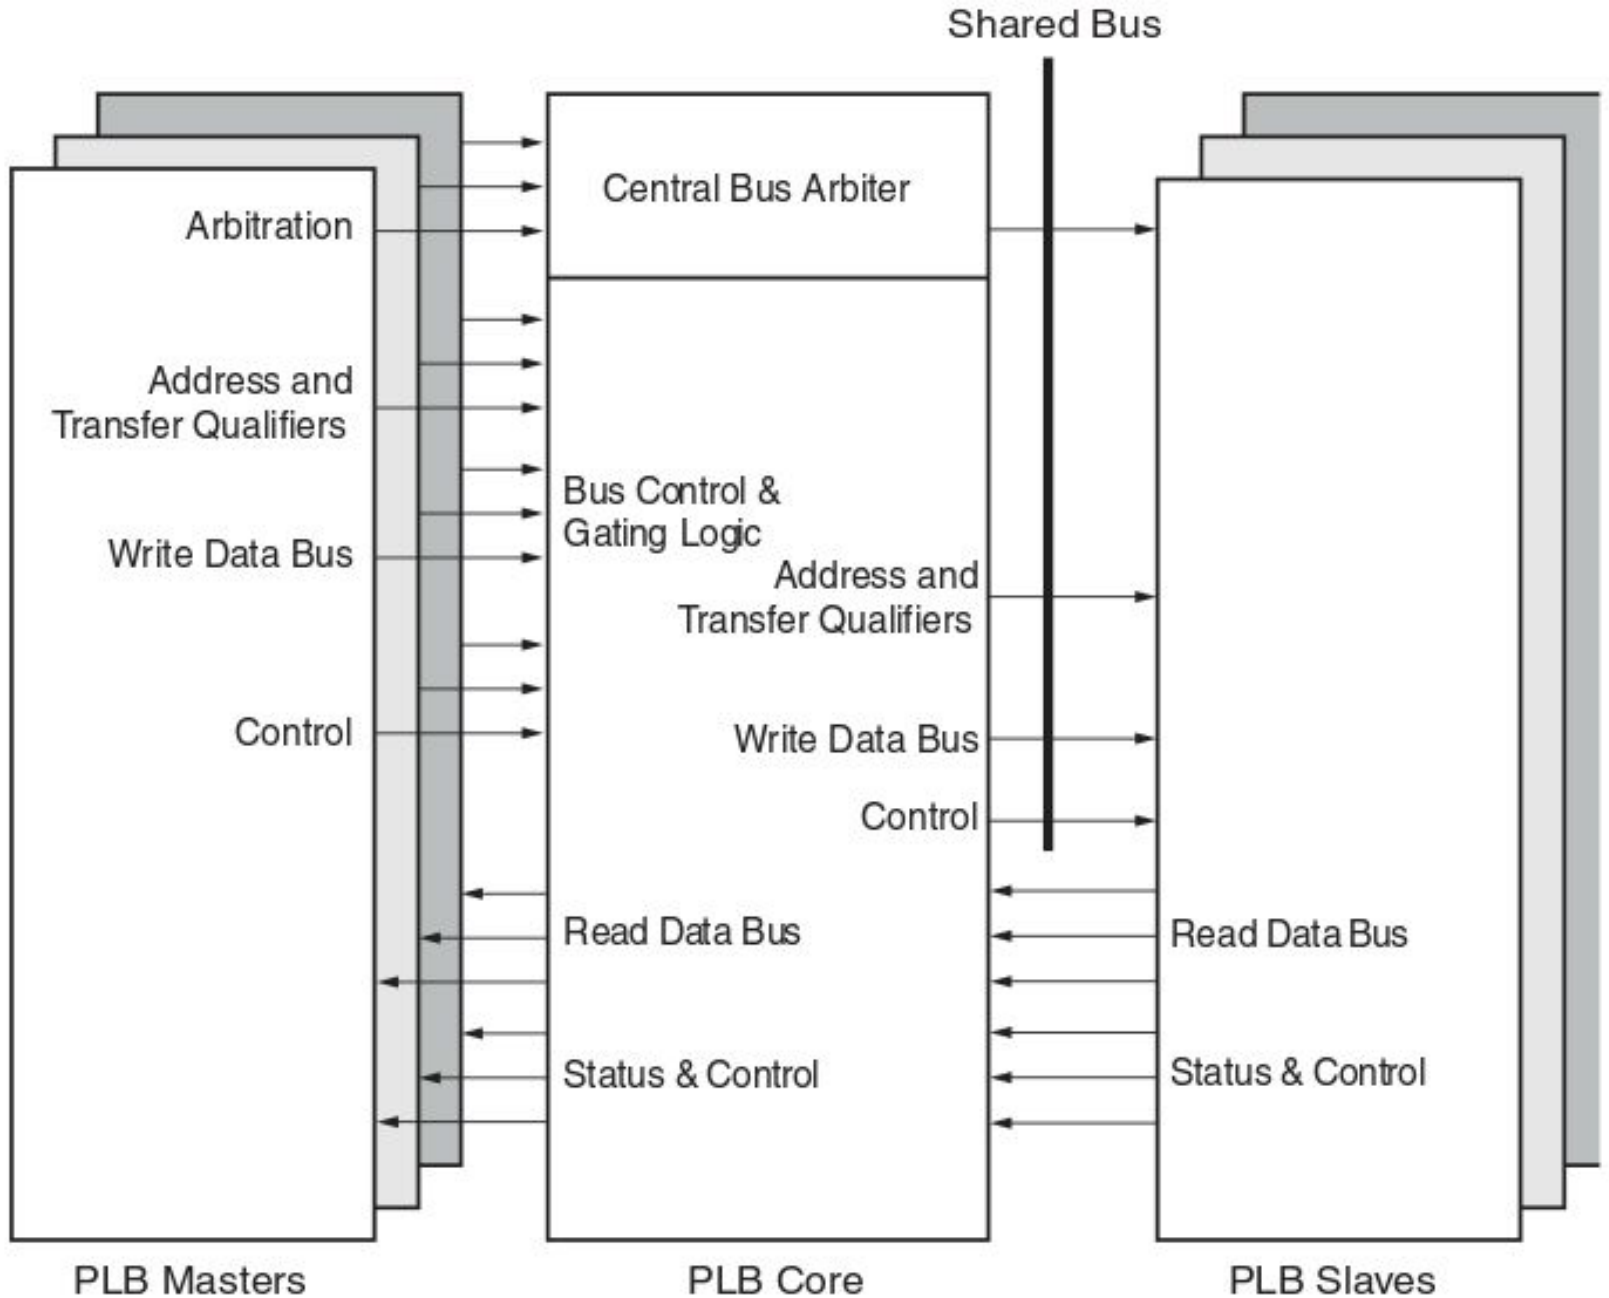 Shared Bus
Central Bus Arbiter
Arbitration
Address and
Transfer Qualifiers
Write Data Bus
Control
Bus Control &
Gating Logic
Address and
Transfer Qualifiers
Write Data Bus
Control
Read Data Bus
Status & Control
Read Data Bus
Status & Control
PLB Masters
PLB Core
PLB Slaves